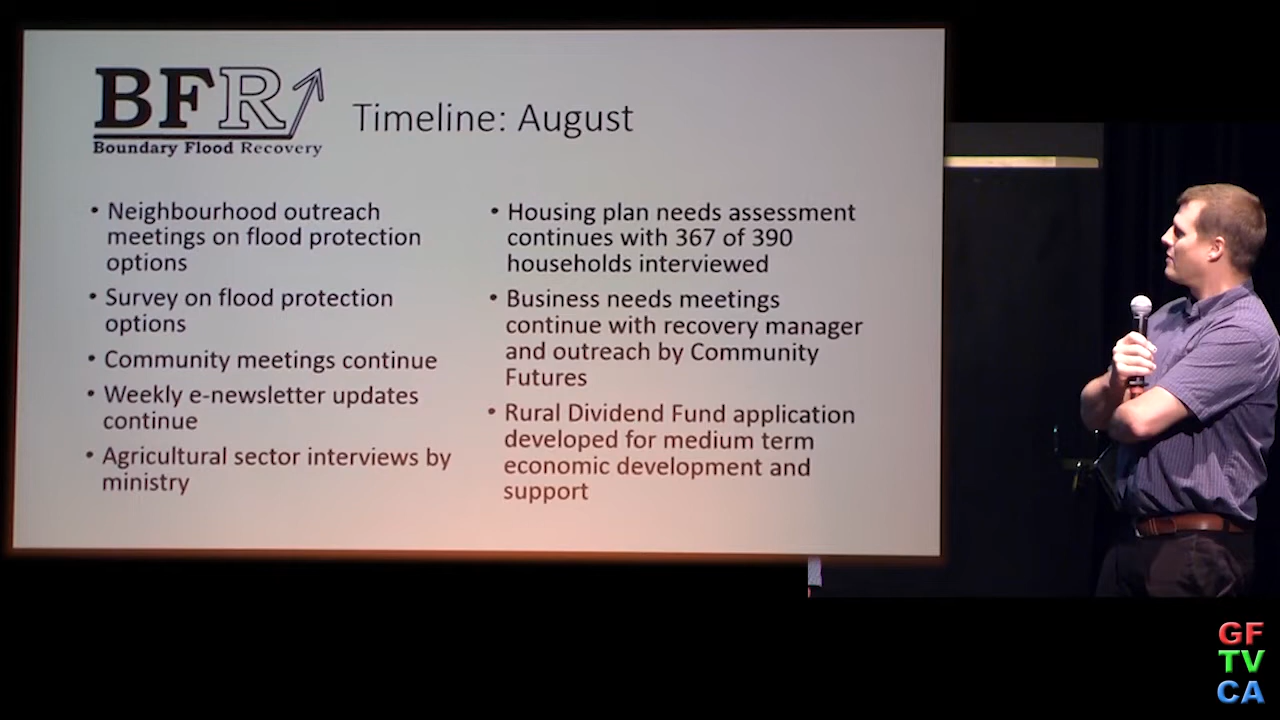 BFR
Boundary Flood Recovery
Timeline: August
• Neighbourhood outreach
meetings on flood protection
options
• Survey on flood protection
options
• Community meetings continue
• Weekly e-newsletter updates
continue
• Agricultural sector interviews by
ministry
• Housing plan needs assessment
continues with 367 of 390
households interviewed
• Business needs meetings
continue with recovery manager
and outreach by Community
Futures
• Rural Dividend Fund application
developed for medium term
economic development and
support
GF
TV
CA